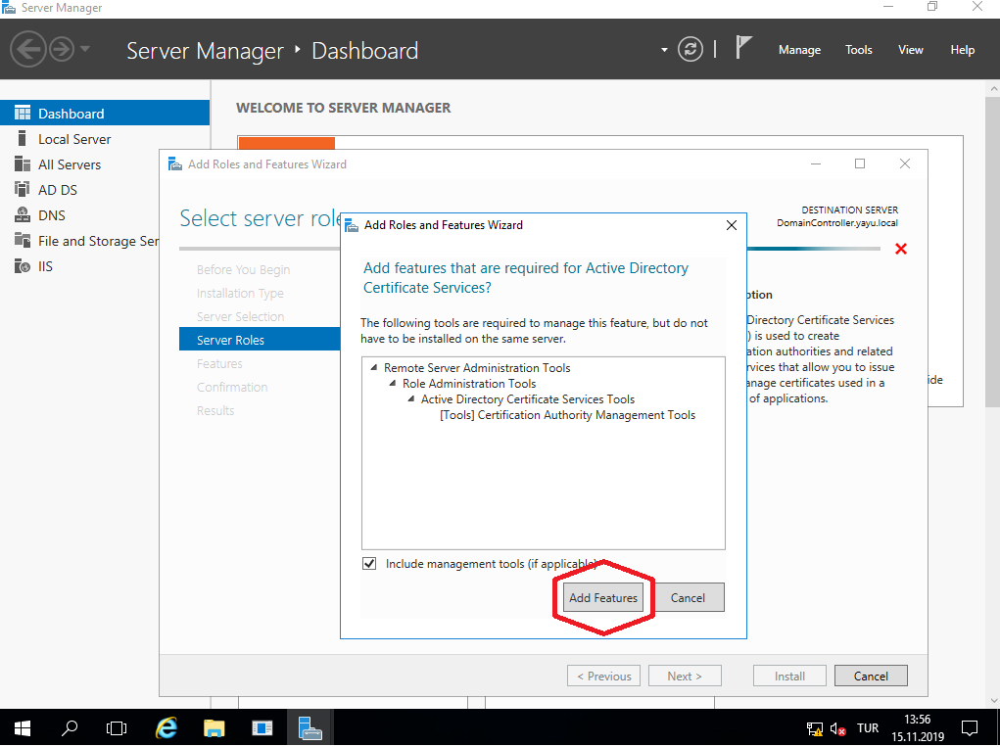 Server Manager
Server Manager • Dashboard
Manage Tools View Help
Dashboard
Local Server
All Servers
AD DS
DNS
File and Storage Ser
IIS
WELCOME TO SERVER MANAGER
Add Roles and Features Wizard
Select server role
DESTINATION SERVER
DomainController.yayu.local
Before You Begin
Installation Type
Server Selection
Server Roles
Features
Confirmation
Results
Add Roles and Features Wizard
Add features that are required for Active Directory
Certificate Services?
The following tools are required to manage this feature, but do not
have to be installed on the same server.
Remote Server Administration Tools
Role Administration Tools
Active Directory Certificate Services Tools
[Tools] Certification Authority Management Tools
Include management tools (if applicable)
Add Features Cancel
ption
Directory Certificate Services
) is used to create
ation authorities and related
rvices that allow you to issue
anage certificates used in a
of applications.
ide
< Previous Next > Install Cancel
TUR
13:56
15.11.2019